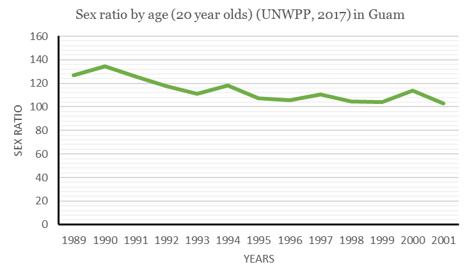 Sex ratio by age (20 year olds) (UNWPP, 2017) in Guam
160
140
120
100
80
60
40
20
0
SEX RATIO
1989 1990 1991 1992 1993 1994 1995 1996 1997 1998 1999 2000 2001
YEARS